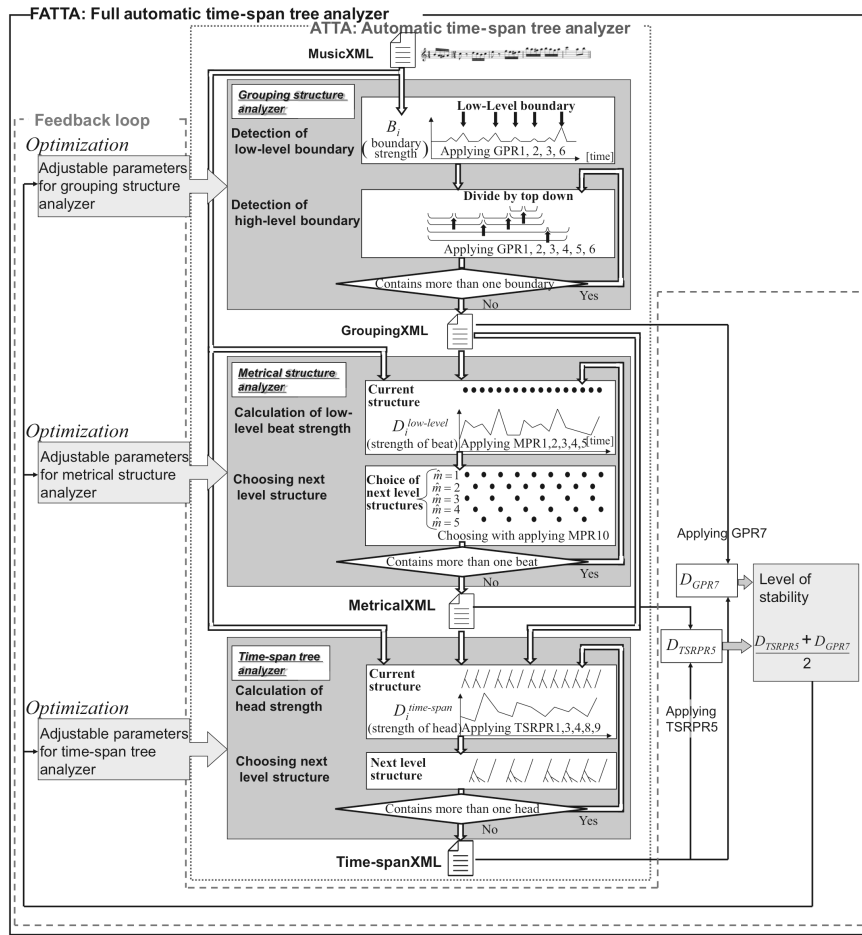 FATTA: Full automatic time-span tree analyzer
ATTA: Automatic time-span tree analyzer
MusicXML
Feedback loop
Grouping structure
analyzer
Detection of
low-level boundary
B_i
( boundary
strength )
Low-Level boundary
[time]
Applying GPR1, 2, 3, 6
Optimization
Adjustable parameters
for grouping structure
analyzer
Detection of
high-level boundary
Divide by top down
Applying GPR1, 2, 3, 4, 5, 6
Contains more than one boundary
No
Yes
GroupingXML
Metrical structure
analyzer
Current
structure
Calculation of low-
level beat strength
D_i^{low-level}
(strength of beat)
Applying MPR1,2,3,4,5
[time]
Optimization
Adjustable parameters
for metrical structure
analyzer
Choosing next
level structure
Choice of
next level
structures
m̂ = 1
m̂ = 2
m̂ = 3
m̂ = 4
m̂ = 5
Choosing with applying MPR10
Contains more than one beat
No
Yes
MetricalXML
Applying GPR7
D_{GPR7}
D_{TSRPR5}
Applying
TSRPR5
Level of
stability
D_{TSRPR5} + D_{GPR7}
2
Time-span tree
analyzer
Current
structure
Calculation of
head strength
D_i^{time-span}
(strength of head)
Applying TSRPR1,3,4,8,9
Optimization
Adjustable parameters
for time-span tree
analyzer
Choosing next
level structure
Next level
structure
Contains more than one head
No
Yes
Time-spanXML